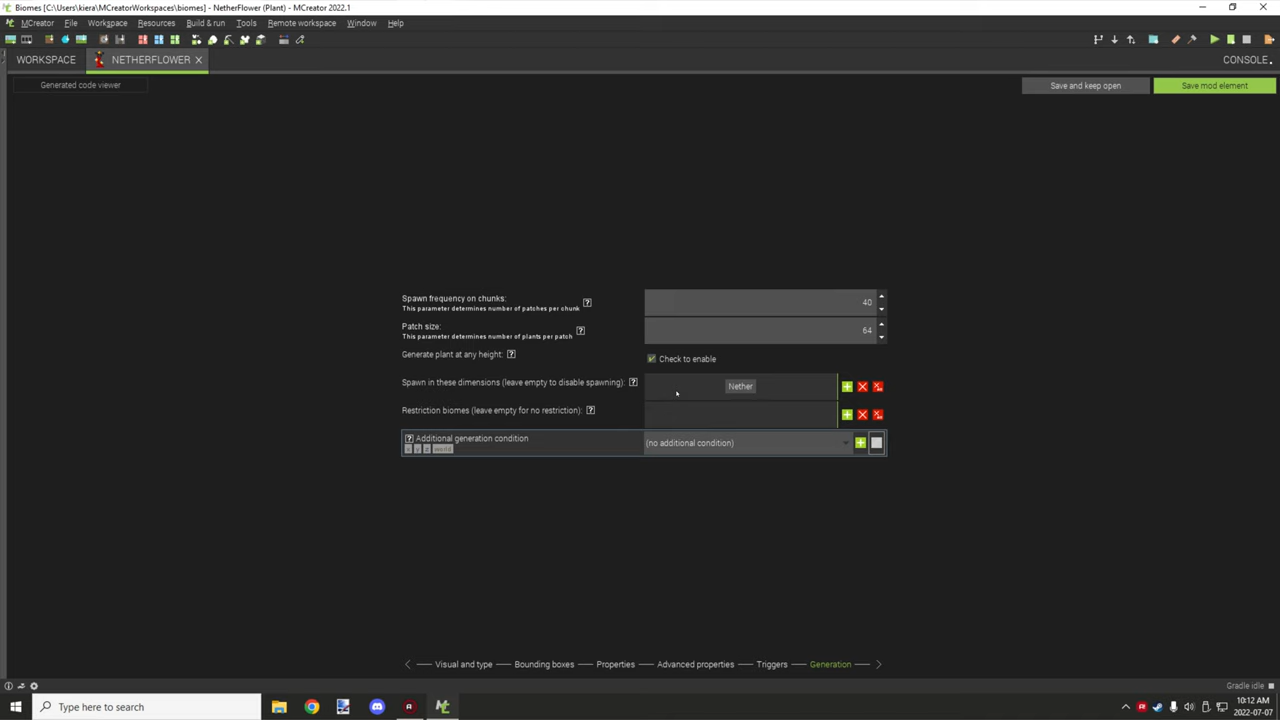 Biomes [C:\Users\kiera\MCreatorWorkspaces\biomes] - NetherFlower (Plant) - MCreator 2022.1
MCreator File Workspace Resources Build & run Tools Remote workspace Window Help
WORKSPACE NETHERFLOWER CONSOLE
Generated code viewer Save and keep open Save mod element
Spawn frequency on chunks: 40
This parameter determines number of patches per chunk
Patch size: 64
This parameter determines number of plants per patch
Generate plant at any height: Check to enable
Spawn in these dimensions (leave empty to disable spawning): Nether
Restriction biomes (leave empty for no restriction):
Additional generation condition (no additional condition)
x y z world
Visual and type Bounding boxes Properties Advanced properties Triggers Generation
Gradle idle
Type here to search
10:12 AM
2022-07-07